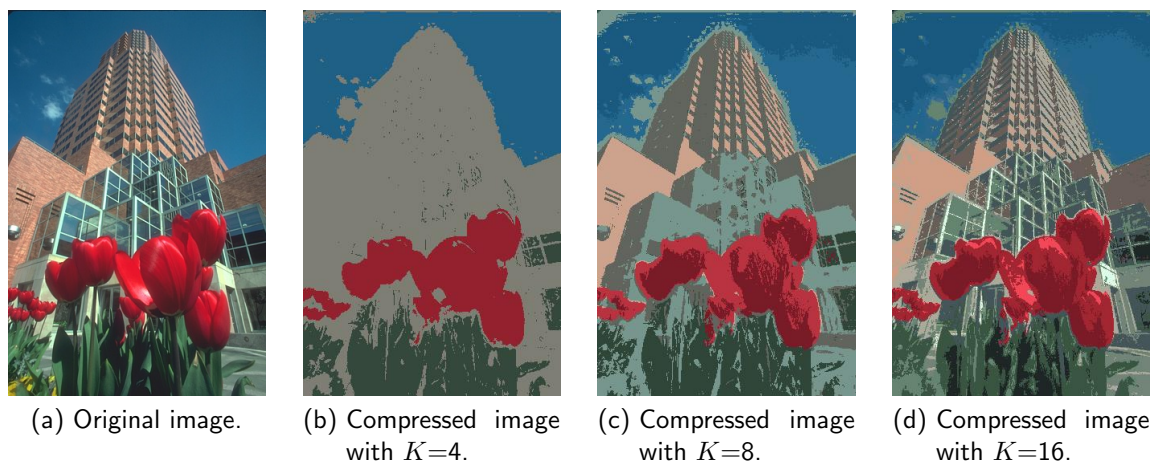 (a) Original image.
(b) Compressed image
with K=4.
(c) Compressed image
with K=8.
(d) Compressed image
with K=16.